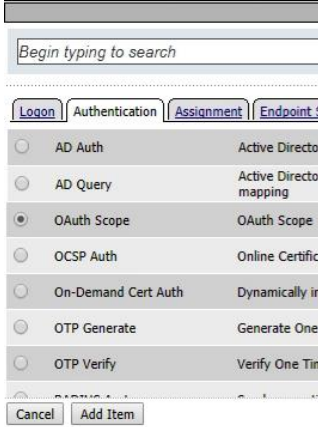 Begin typing to search
Logon Authentication Assignment Endpoint
AD Auth Active Directo
AD Query Active Directo
mapping
OAuth Scope OAuth Scope
OCSP Auth Online Certific
On-Demand Cert Auth Dynamically in
OTP Generate Generate One
OTP Verify Verify One Tin
Cancel Add Item